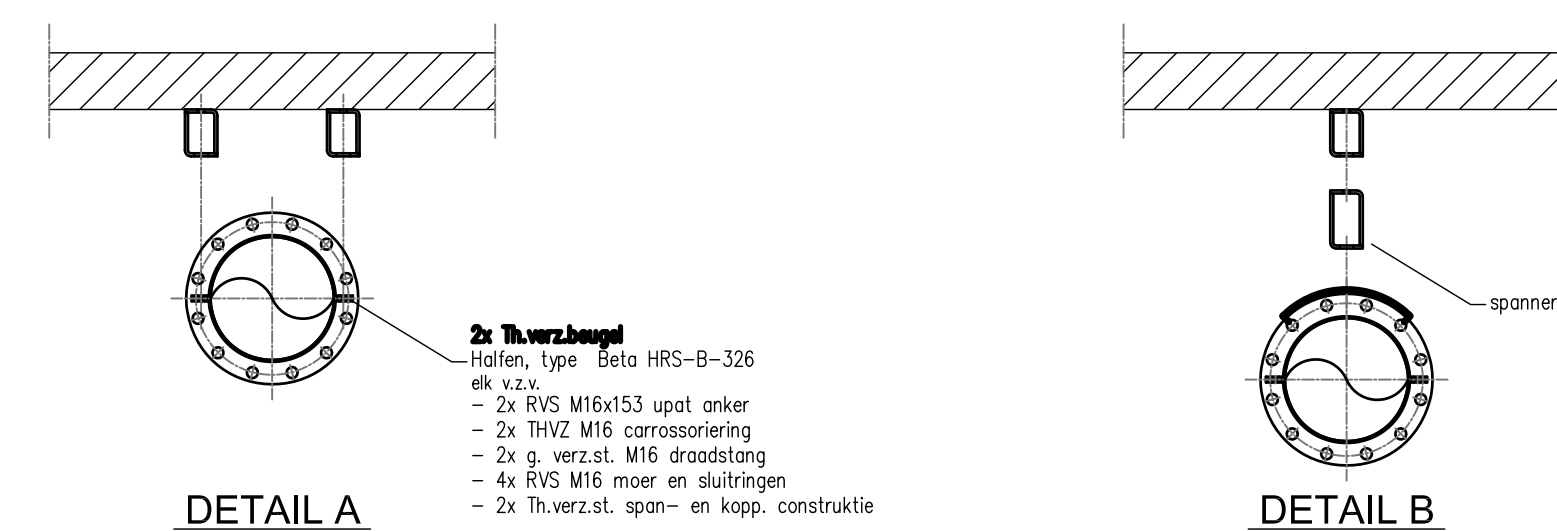 2x Th.verz.beugel
Halfen, type Beta HRS-B-326
elk v.z.v.
- 2x RVS M16x153 upat anker
- 2x THVZ M16 carrossoriering
- 2x g. verz.st. M16 draadstang
- 4x RVS M16 moer en sluitringen
- 2x Th.verz.st. span- en kopp. construktie
DETAIL A
spanner
DETAIL B